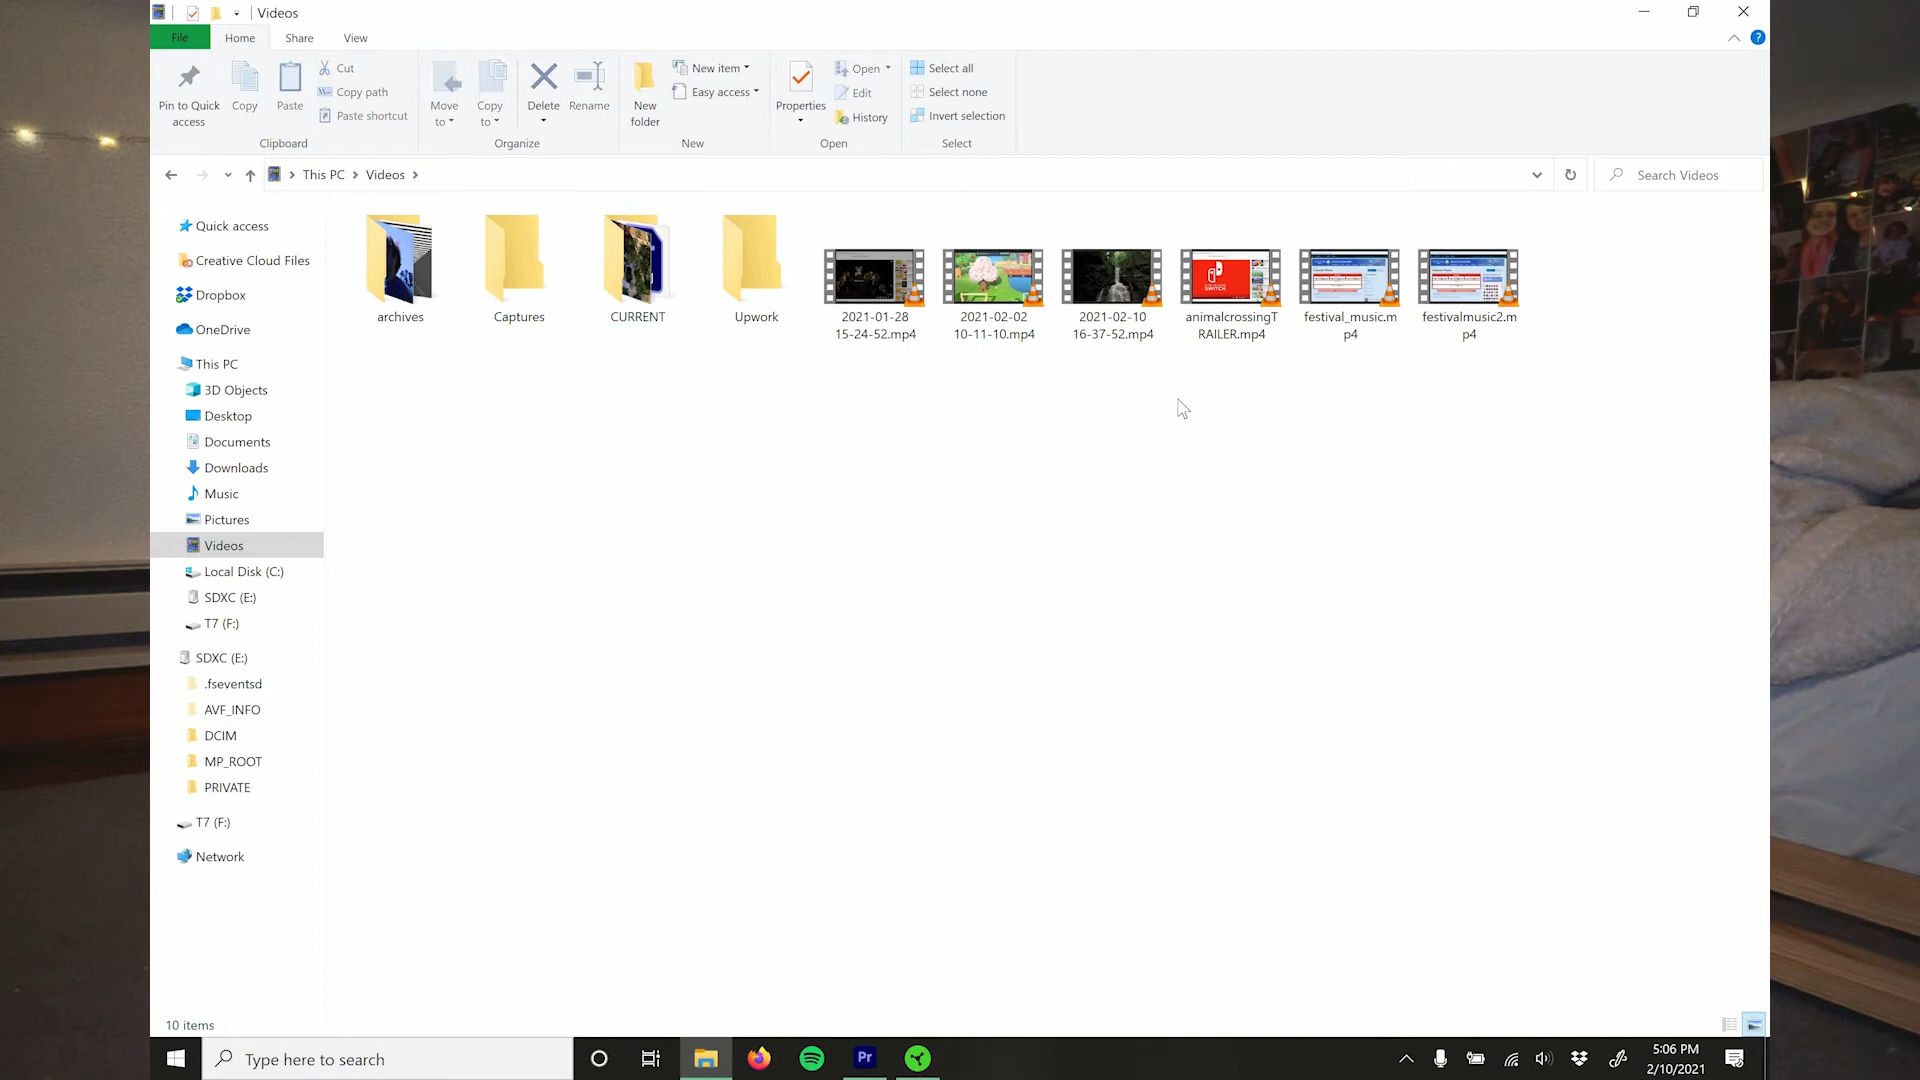 Videos
File Home Share View
Pin to Quick access
Copy
Paste
Cut
Copy path
Paste shortcut
Clipboard
Move to
Copy to
Delete
Rename
Organize
New folder
New item
Easy access
New
Properties
Open
Edit
History
Open
Select all
Select none
Invert selection
Select
This PC Videos
Search Videos
Quick access
Creative Cloud Files
Dropbox
OneDrive
This PC
3D Objects
Desktop
Documents
Downloads
Music
Pictures
Videos
Local Disk (C:)
SDXC (E:)
T7 (F:)
SDXC (E:)
.fseventsd
AVF_INFO
DCIM
MP_ROOT
PRIVATE
T7 (F:)
Network
archives
Captures
CURRENT
Upwork
2021-01-28
15-24-52.mp4
2021-02-02
10-11-10.mp4
2021-02-10
16-37-52.mp4
animalcrossingT
RAILER.mp4
festival_music.m
p4
festivalmusic2.m
p4
10 items
Type here to search
Pr
5:06 PM
2/10/2021